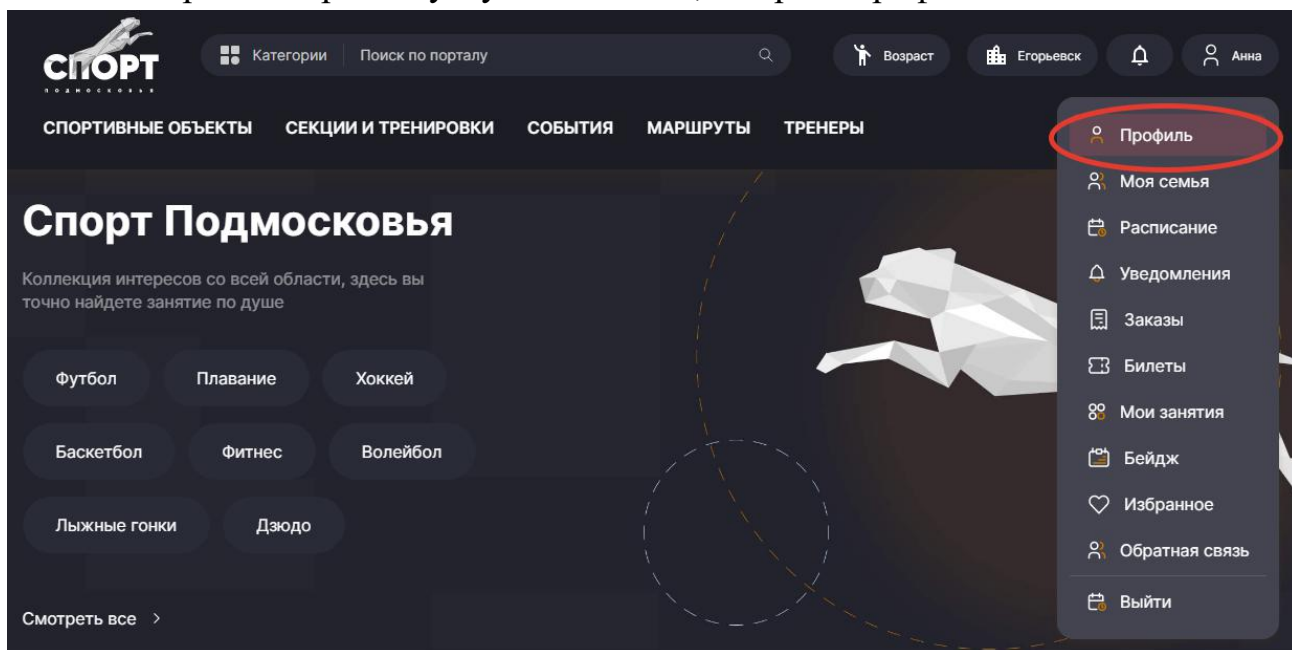 СПОРТ
ПОДМОСКОВЬЯ
Категории
Поиск по порталу
Возраст
Егорьевск
Анна
СПОРТИВНЫЕ ОБЪЕКТЫ
СЕКЦИИ И ТРЕНИРОВКИ
СОБЫТИЯ
МАРШРУТЫ
ТРЕНЕРЫ
Спорт Подмосковья
Коллекция интересов со всей области, здесь вы
точно найдете занятие по душе
Футбол
Плавание
Хоккей
Баскетбол
Фитнес
Волейбол
Лыжные гонки
Дзюдо
Смотреть все
Профиль
Моя семья
Расписание
Уведомления
Заказы
Билеты
Мои занятия
Бейдж
Избранное
Обратная связь
Выйти